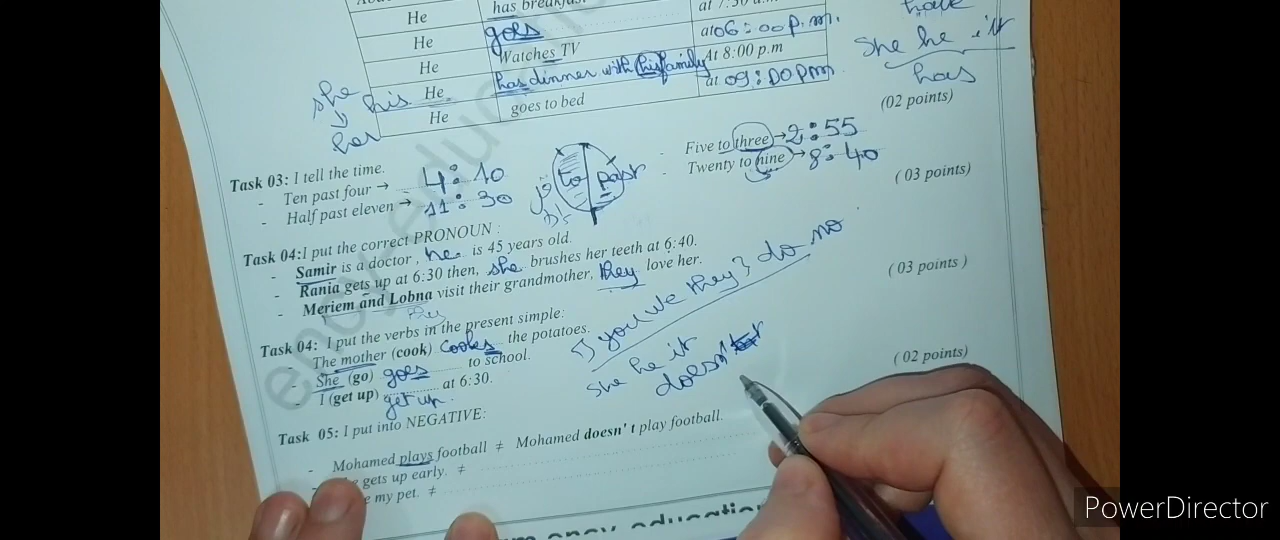 He has breakfast at 7:30 a.m
He goes at 06:00 p.m.
He Watches TV At 8:00 p.m
He has dinner with his family at 09:00 pm
He goes to bed
have
she he it
has
she
his
her
(02 points)
Task 03: I tell the time.
- Ten past four → 4:10
- Half past eleven → 11:30
to past
- Five to three → 2:55
- Twenty to nine → 8:40
( 03 points)
Task 04:I put the correct PRONOUN :
- Samir is a doctor , he is 45 years old.
- Rania gets up at 6:30 then, she brushes her teeth at 6:40.
- Meriem and Lobna visit their grandmother, they love her.
they
( 03 points )
Task 04: I put the verbs in the present simple:
- The mother (cook) cookes the potatoes.
- She (go) goes to school.
- I (get up) get up at 6:30.
I you we they } do no
she he it
doesn't
( 02 points)
Task 05: I put into NEGATIVE:
- Mohamed plays football ≠ Mohamed doesn' t play football.
gets up early. ≠
my pet. ≠
enoy education
PowerDirector